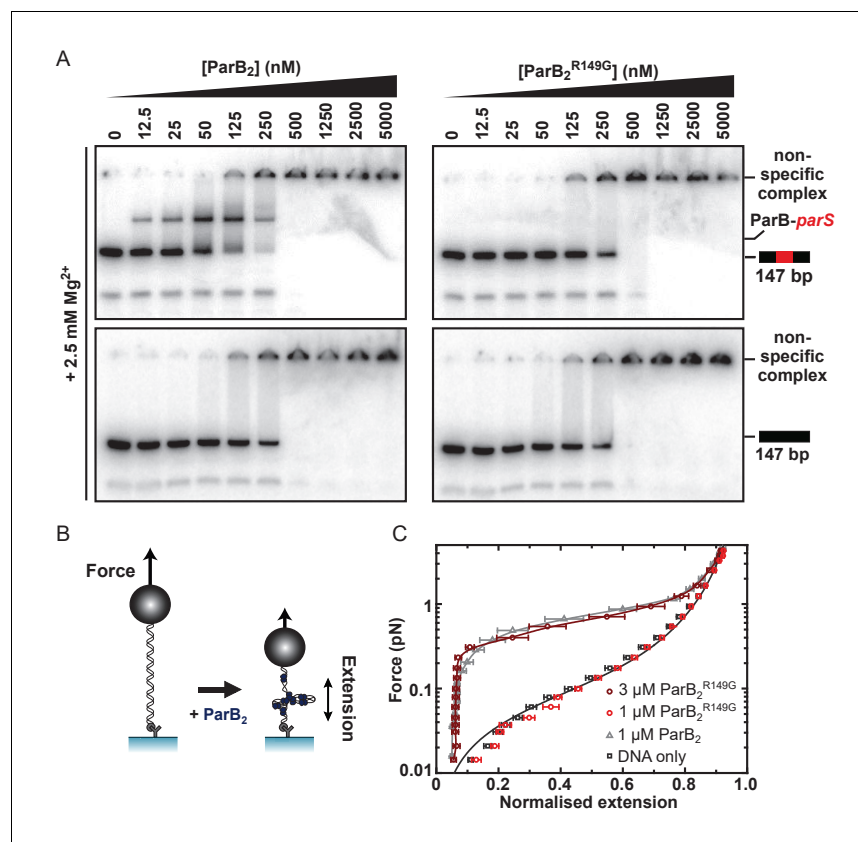 A
[ParB2] (nM)
[ParB2R149G] (nM)
0 12.5 25 50 125 250 500 1250 2500 5000
0 12.5 25 50 125 250 500 1250 2500 5000
+ 2.5 mM Mg2+
non-
specific
complex
ParB-parS
147 bp
non-
specific
complex
147 bp
B
Force
+ ParB2
Extension
C
Force (pN)
1
0.1
0.01
3 μM ParB2R149G
1 μM ParB2R149G
1 μM ParB2
DNA only
0 0.2 0.4 0.6 0.8 1.0
Normalised extension